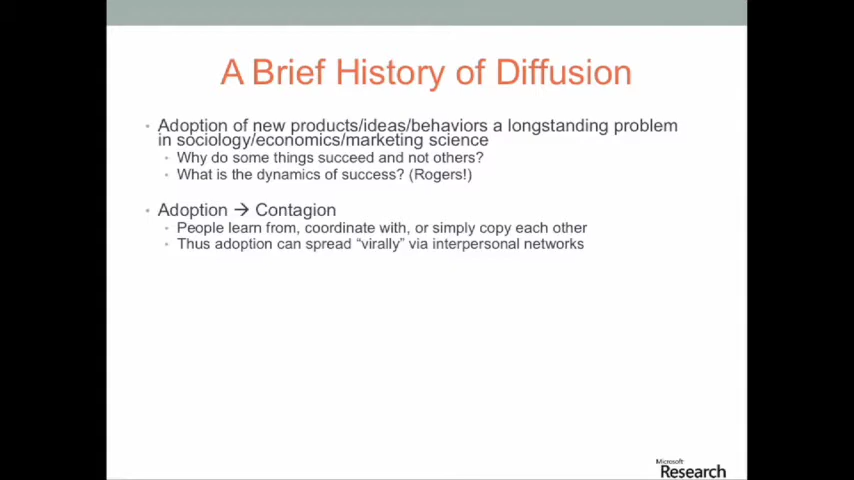 A Brief History of Diffusion
• Adoption of new products/ideas/behaviors a longstanding problem
in sociology/economics/marketing science
• Why do some things succeed and not others?
• What is the dynamics of success? (Rogers!)
• Adoption → Contagion
• People learn from, coordinate with, or simply copy each other
• Thus adoption can spread “virally” via interpersonal networks
Microsoft
Research